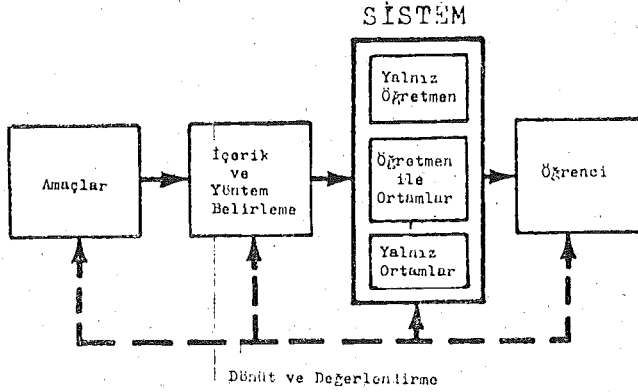 SİSTEM
Yalnız
Öğretmen
Amaçlar
İçerik
ve
Yöntem
Belirleme
Öğretmen
ile
Ortamlar
Öğrenci
Yalnız
Ortamlar
Dönüt ve Değerlendirme